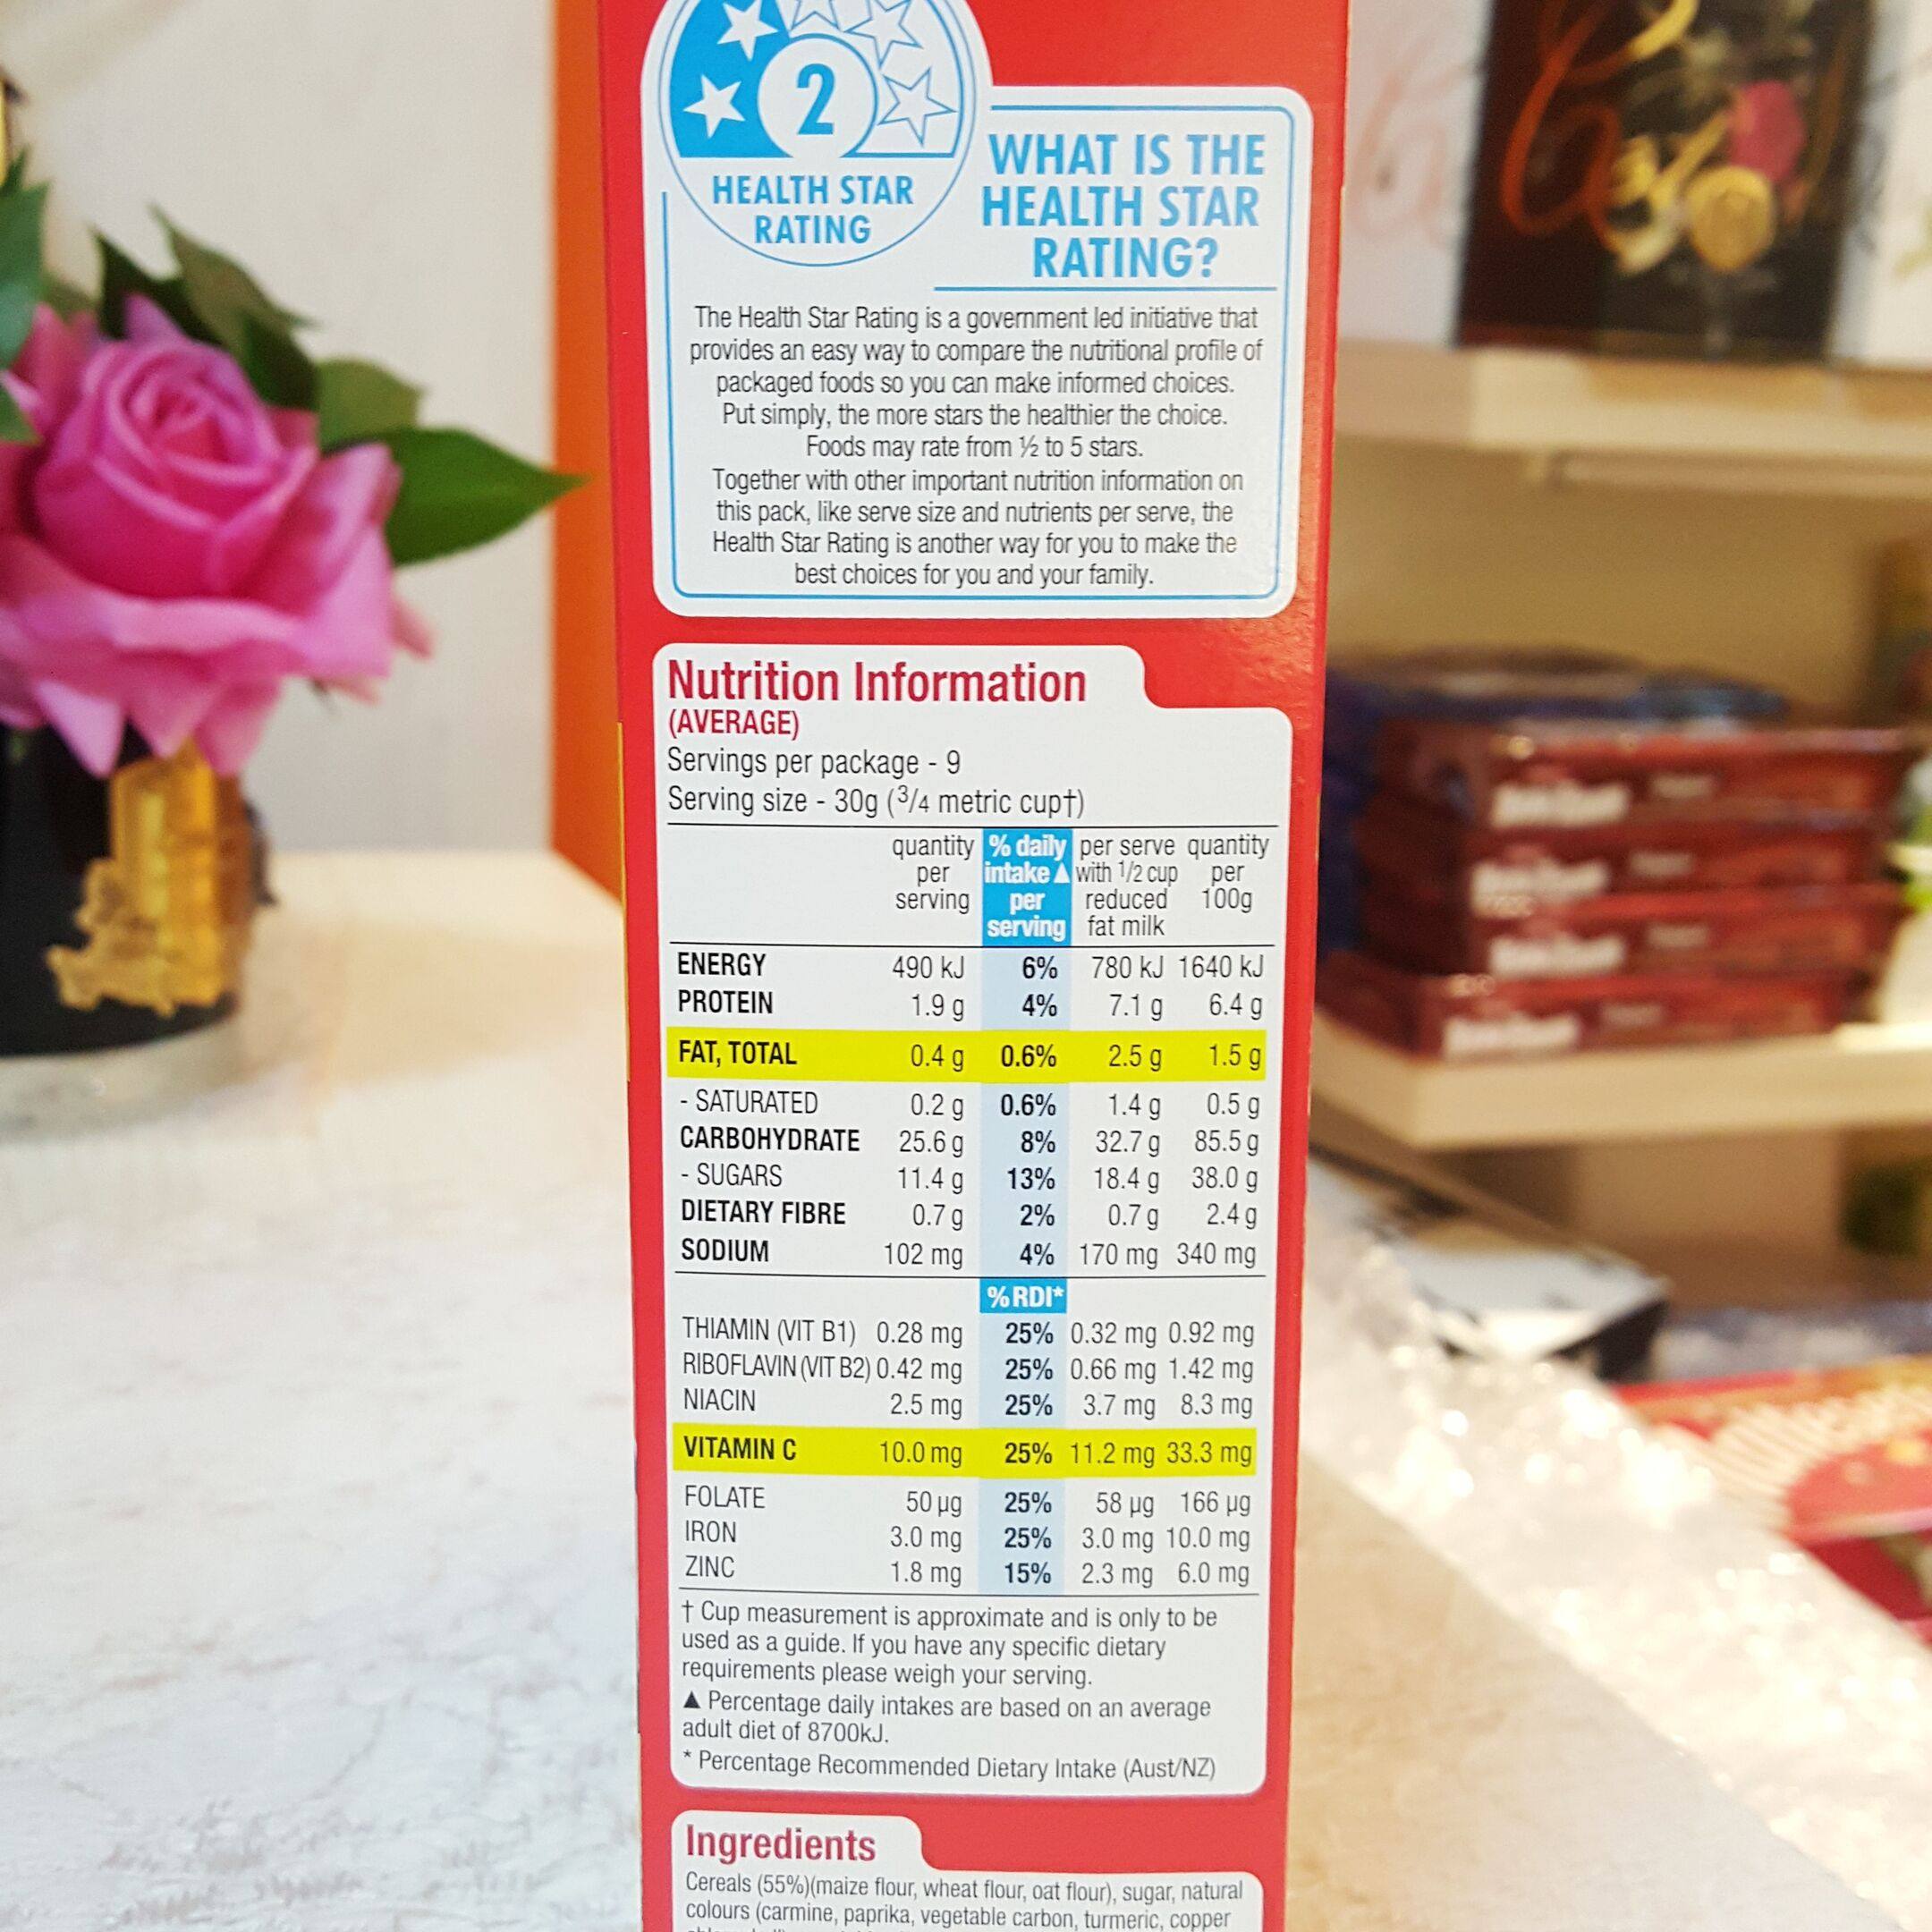 2
HEALTH STAR
RATING
WHAT IS THE
HEALTH STAR
RATING?
The Health Star Rating is a government led initiative that
provides an easy way to compare the nutritional profile of
packaged foods so you can make informed choices.
Put simply, the more stars the healthier the choice.
Foods may rate from ½ to 5 stars.
Together with other important nutrition information on
this pack, like serve size and nutrients per serve, the
Health Star Rating is another way for you to make the
best choices for you and your family.
Nutrition Information
(AVERAGE)
Servings per package - 9
Serving size - 30g (3/4 metric cup†)
quantity % daily per serve quantity
per intake▲ with 1/2 cup per
serving per reduced 100g
serving fat milk
ENERGY 490 kJ 6% 780 kJ 1640 kJ
PROTEIN 1.9 g 4% 7.1 g 6.4 g
FAT, TOTAL 0.4 g 0.6% 2.5 g 1.5 g
- SATURATED 0.2 g 0.6% 1.4 g 0.5 g
CARBOHYDRATE 25.6 g 8% 32.7 g 85.5 g
- SUGARS 11.4 g 13% 18.4 g 38.0 g
DIETARY FIBRE 0.7 g 2% 0.7 g 2.4 g
SODIUM 102 mg 4% 170 mg 340 mg
% RDI*
THIAMIN (VIT B1) 0.28 mg 25% 0.32 mg 0.92 mg
RIBOFLAVIN (VIT B2) 0.42 mg 25% 0.66 mg 1.42 mg
NIACIN 2.5 mg 25% 3.7 mg 8.3 mg
VITAMIN C 10.0 mg 25% 11.2 mg 33.3 mg
FOLATE 50 µg 25% 58 µg 166 µg
IRON 3.0 mg 25% 3.0 mg 10.0 mg
ZINC 1.8 mg 15% 2.3 mg 6.0 mg
† Cup measurement is approximate and is only to be
used as a guide. If you have any specific dietary
requirements please weigh your serving.
▲ Percentage daily intakes are based on an average
adult diet of 8700kJ.
* Percentage Recommended Dietary Intake (Aust/NZ)
Ingredients
Cereals (55%)(maize flour, wheat flour, oat flour), sugar, natural
colours (carmine, paprika, vegetable carbon, turmeric, copper